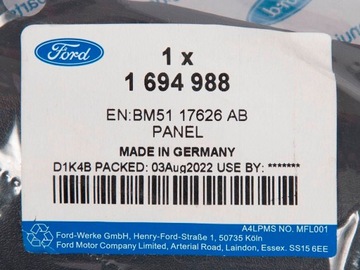 Ford
1 x
1 694 988
EN:BM51 17626 AB
PANEL
MADE IN GERMANY
D1K4B PACKED: 03Aug2022 USE BY: *******
A4LPMS NO. MFL001
Ford-Werke GmbH, Henry-Ford-Straße 1, 50735 Köln
Ford Motor Company Limited, Arterial Road, Laindon, Essex. SS15 6EE